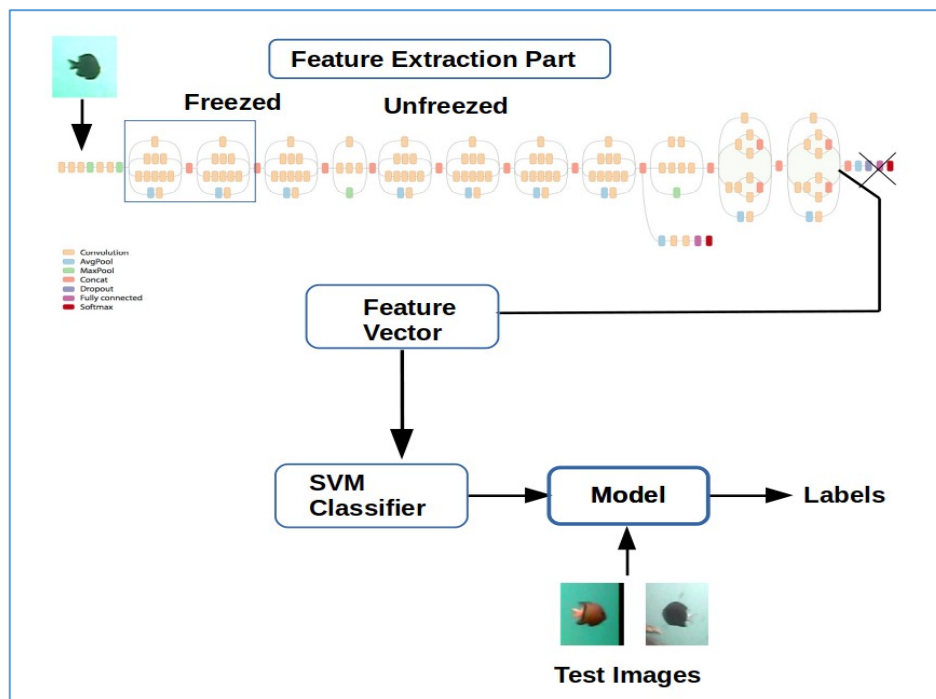 Feature Extraction Part
Freezed
Unfreezed
Convolution
AvgPool
MaxPool
Concat
Dropout
Fully connected
Softmax
Feature
Vector
SVM
Classifier
Model
Labels
Test Images